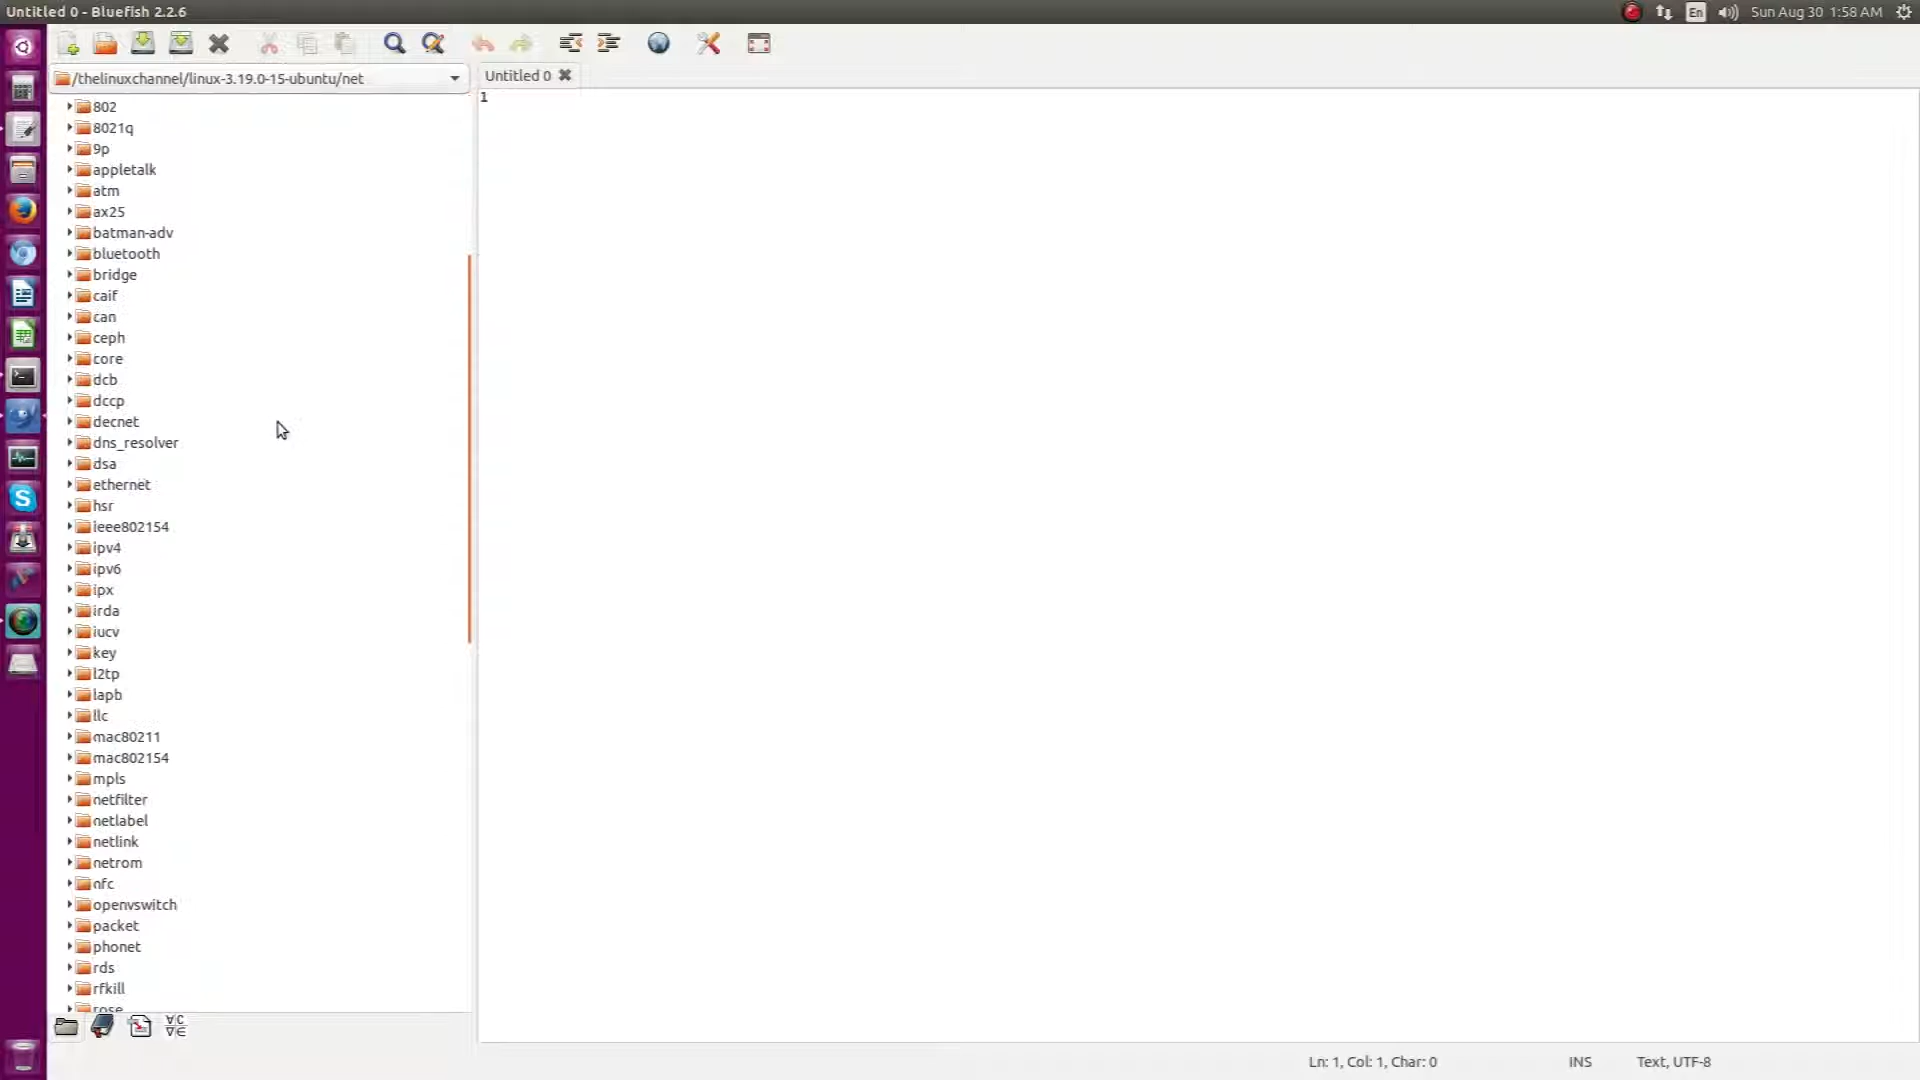 Untitled 0 - Bluefish 2.2.6
En
Sun Aug 30 1:58 AM
/thelinuxchannel/linux-3.19.0-15-ubuntu/net
Untitled 0
1
802
8021q
9p
appletalk
atm
ax25
batman-adv
bluetooth
bridge
caif
can
ceph
core
dcb
dccp
decnet
dns_resolver
dsa
ethernet
hsr
ieee802154
ipv4
ipv6
ipx
irda
iucv
key
l2tp
lapb
llc
mac80211
mac802154
mpls
netfilter
netlabel
netlink
netrom
nfc
openvswitch
packet
phonet
rds
rfkill
rose
Ln: 1, Col: 1, Char: 0
INS
Text, UTF-8